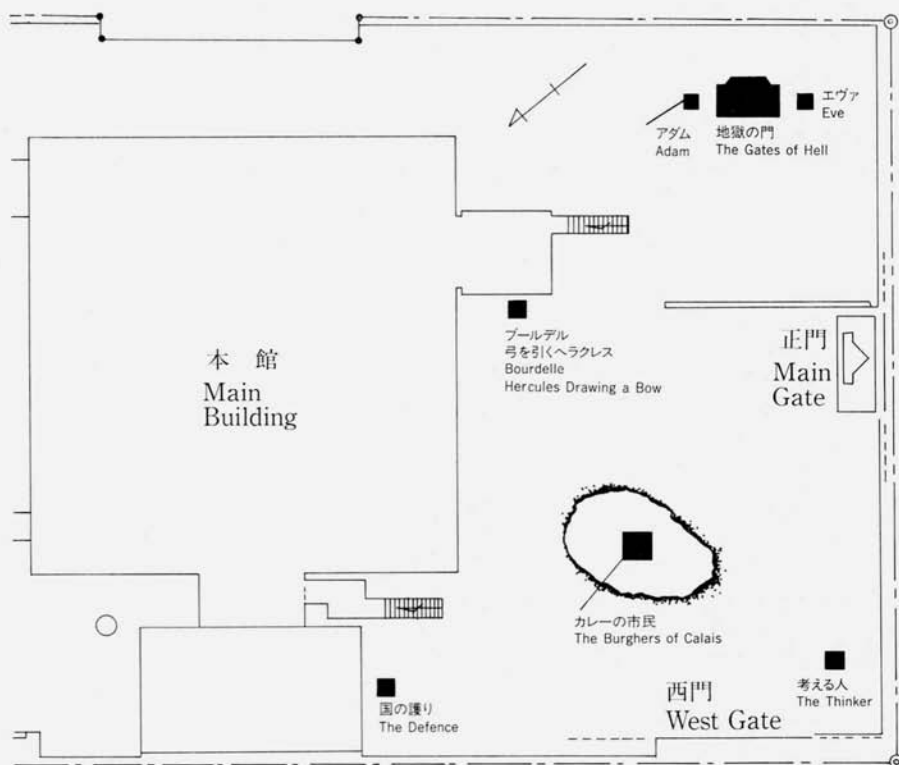 エヴァ
Eve
アダム
Adam
地獄の門
The Gates of Hell
ブールデル
弓を引くヘラクレス
Bourdelle
Hercules Drawing a Bow
本館
Main
Building
正門
Main
Gate
カレーの市民
The Burghers of Calais
国の護り
The Defence
西門
West Gate
考える人
The Thinker